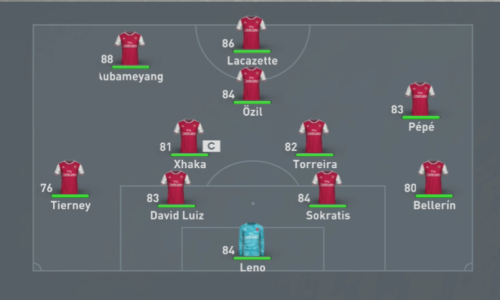 86
Lacazette
88
Aubameyang
84
Özil
83
Pépé
81
C
Xhaka
82
Torreira
76
Tierney
83
David Luiz
84
Sokratis
80
Bellerín
84
Leno